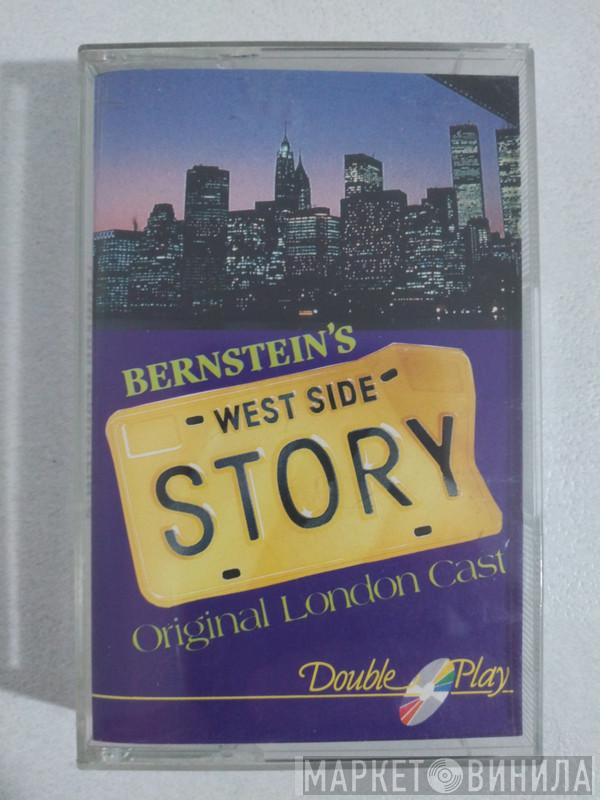 BERNSTEIN'S
WEST SIDE
STORY
Original London Cast
Double Play
МАРКЕТ ВИНИЛА